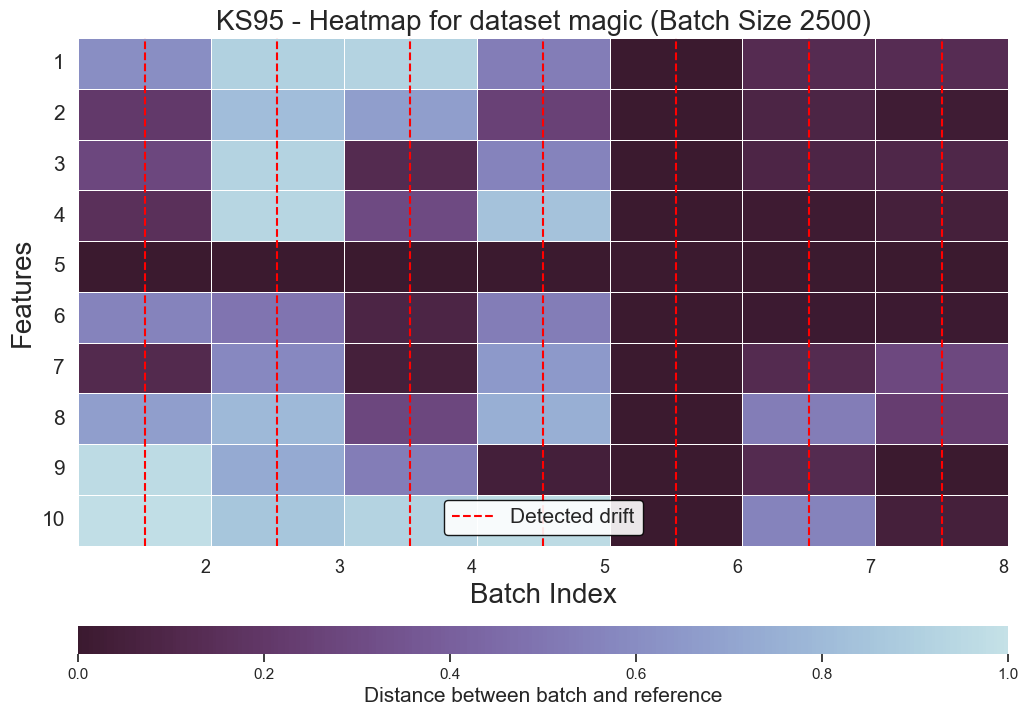 KS95 - Heatmap for dataset magic (Batch Size 2500)
Features
1
2
3
4
5
6
7
8
9
10
Detected drift
2 3 4 5 6 7 8
Batch Index
0.0 0.2 0.4 0.6 0.8 1.0
Distance between batch and reference